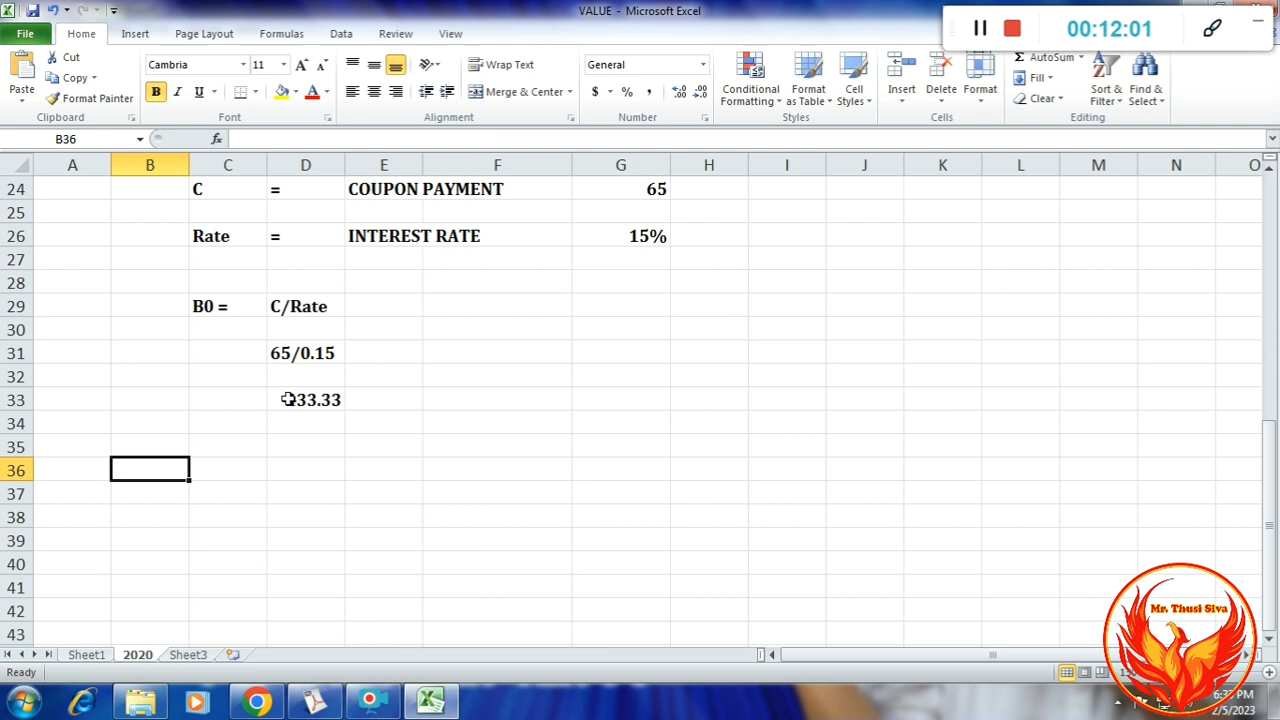 VALUE - Microsoft Excel
00:12:01
File Home Insert Page Layout Formulas Data Review View
Paste
Cut
Copy
Format Painter
Clipboard
Cambria 11
B I U
Font
Wrap Text
Merge & Center
Alignment
General
$ % ,
Number
Conditional Formatting
Format as Table
Cell Styles
Styles
Insert Delete Format
Cells
Σ AutoSum
Fill
Clear
Sort & Filter
Find & Select
Editing
B36 fx
A B C D E F G H I J K L M N O
24 C = COUPON PAYMENT 65
25
26 Rate = INTEREST RATE 15%
27
28
29 B0 = C/Rate
30
31 65/0.15
32
33 33.33
34
35
36
37
38
39
40
41
42
43
Mr. Thusi Siva
Sheet1 2020 Sheet3
Ready
2/5/2023